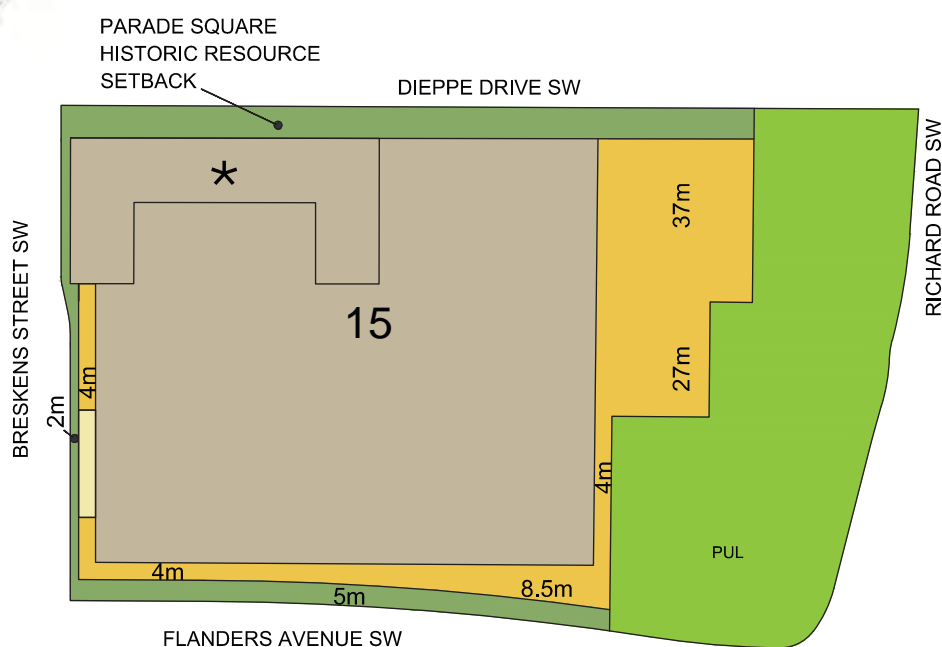 PARADE SQUARE
HISTORIC RESOURCE
SETBACK
DIEPPE DRIVE SW
*
37m
RICHARD ROAD SW
BRESKENS STREET SW
15
27m
4m
2m
4m
PUL
4m
8.5m
5m
FLANDERS AVENUE SW